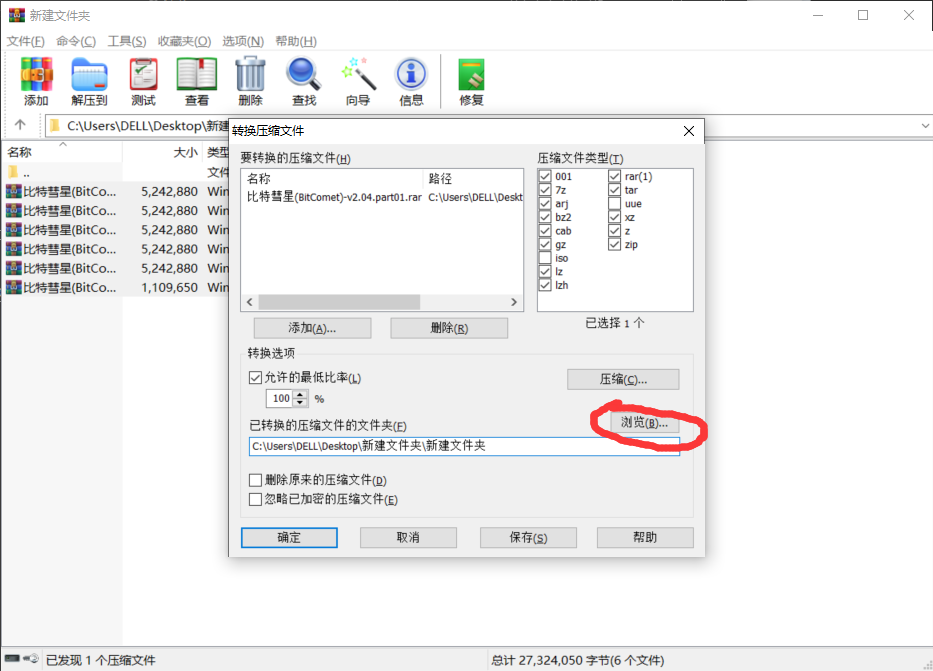 新建文件夹
文件(F) 命令(C) 工具(S) 收藏夹(O) 选项(N) 帮助(H)
添加 解压到 测试 查看 删除 查找 向导 信息 修复
C:\Users\DELL\Desktop\新建
名称 大小 类型
.. 文件
比特彗星(BitCo... 5,242,880 Win
比特彗星(BitCo... 5,242,880 Win
比特彗星(BitCo... 5,242,880 Win
比特彗星(BitCo... 5,242,880 Win
比特彗星(BitCo... 5,242,880 Win
比特彗星(BitCo... 1,109,650 Win
转换压缩文件
要转换的压缩文件(H)
名称 路径
比特彗星(BitComet)-v2.04.part01.rar C:\Users\DELL\Deskt
添加(A)... 删除(R)
压缩文件类型(T)
001 rar(1)
7z tar
arj uue
bz2 xz
cab z
gz zip
iso
lz
lzh
已选择 1 个
转换选项
允许的最低比率(L)
100 %
压缩(C)...
浏览(B)...
已转换的压缩文件的文件夹(F)
C:\Users\DELL\Desktop\新建文件夹\新建文件夹
删除原来的压缩文件(D)
忽略已加密的压缩文件(E)
确定 取消 保存(S) 帮助
已发现 1 个压缩文件 总计 27,324,050 字节(6 个文件)